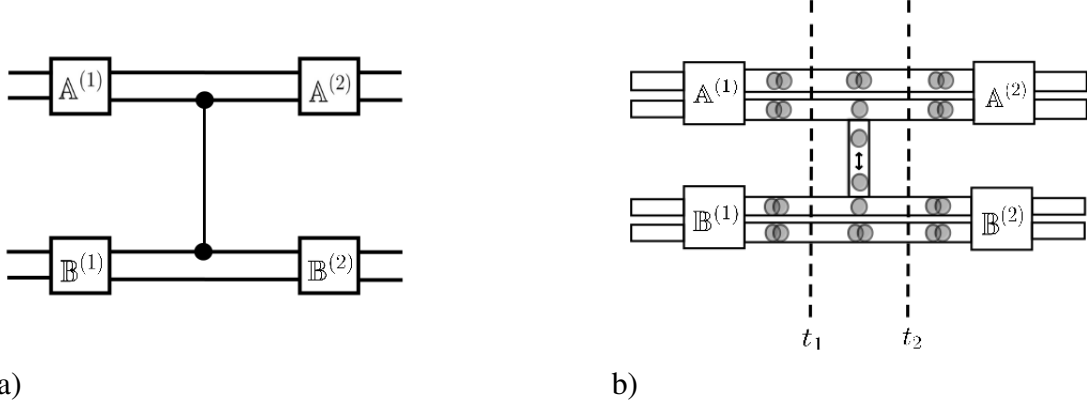 𝔸⁽¹⁾ 𝔸⁽²⁾ 𝔸⁽¹⁾ 𝔸⁽²⁾
𝔹⁽¹⁾ 𝔹⁽²⁾ 𝔹⁽¹⁾ 𝔹⁽²⁾
t₁ t₂
a) b)